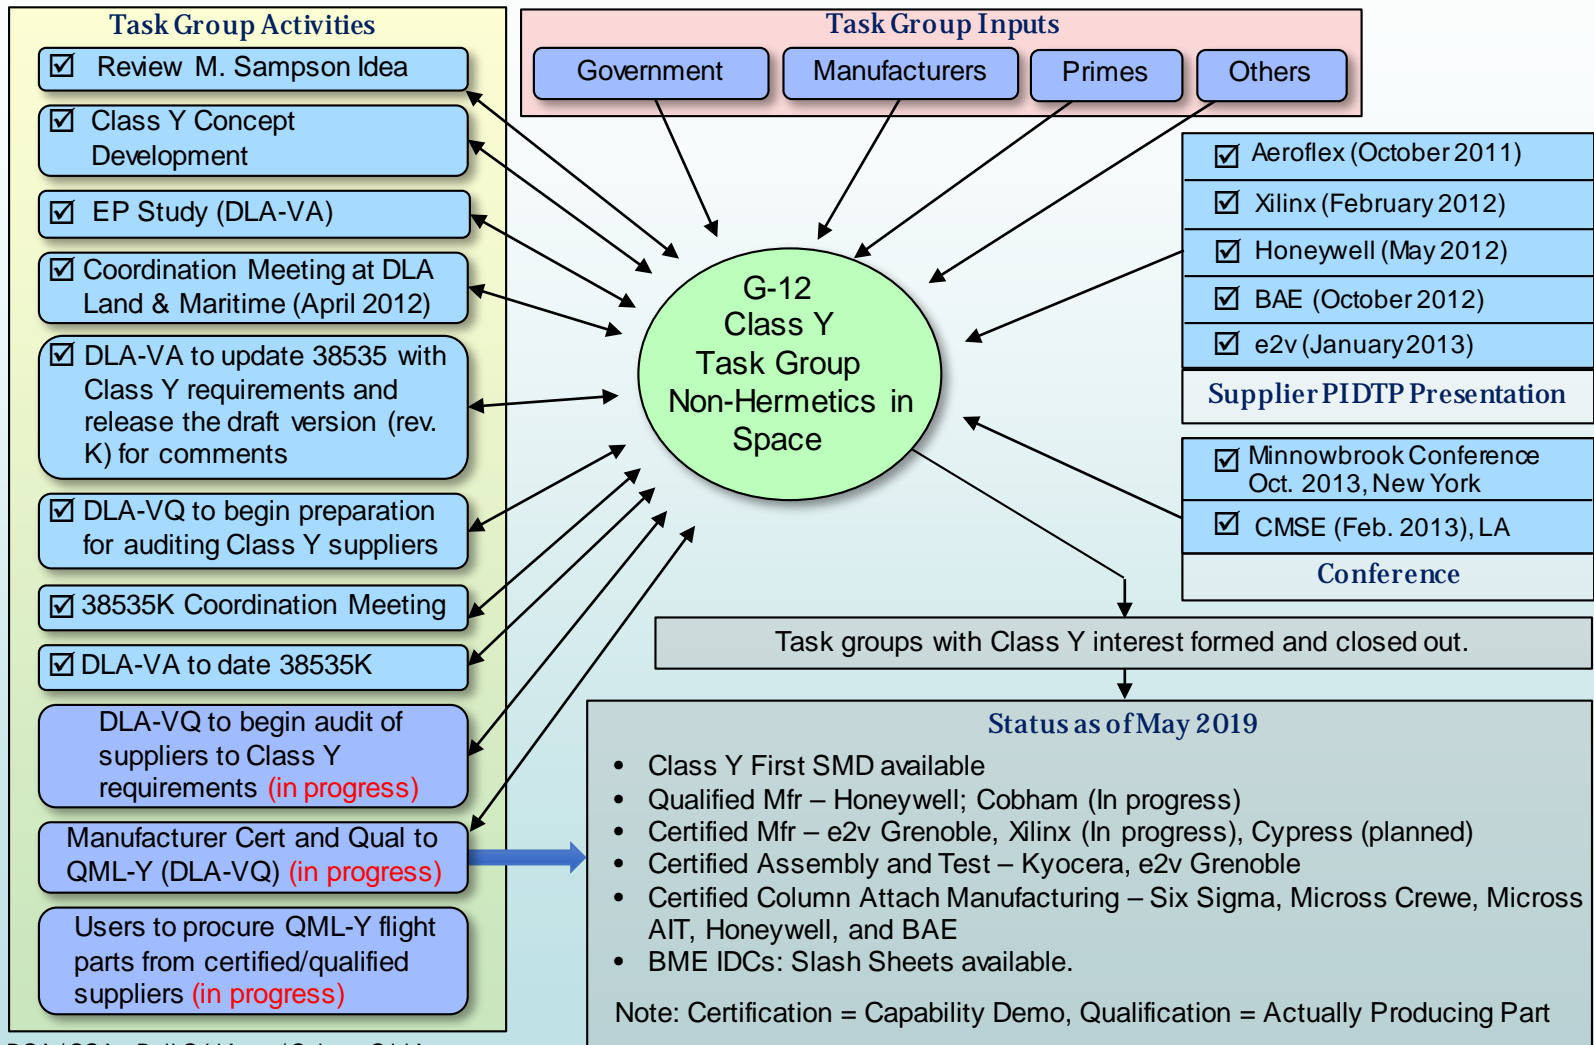 Task Group Activities
☑ Review M. Sampson Idea
☑ Class Y Concept
Development
☑ EP Study (DLA-VA)
☑ Coordination Meeting at DLA
Land & Maritime (April 2012)
☑ DLA-VA to update 38535 with
Class Y requirements and
release the draft version (rev.
K) for comments
☑ DLA-VQ to begin preparation
for auditing Class Y suppliers
☑ 38535K Coordination Meeting
☑ DLA-VA to date 38535K
DLA-VQ to begin audit of
suppliers to Class Y
requirements (in progress)
Manufacturer Cert and Qual to
QML-Y (DLA-VQ) (in progress)
Users to procure QML-Y flight
parts from certified/qualified
suppliers (in progress)
Task Group Inputs
Government
Manufacturers
Primes
Others
G-12
Class Y
Task Group
Non-Hermetics in
Space
☑ Aeroflex (October 2011)
☑ Xilinx (February 2012)
☑ Honeywell (May 2012)
☑ BAE (October 2012)
☑ e2v (January 2013)
Supplier PIDTP Presentation
☑ Minnowbrook Conference
Oct. 2013, New York
☑ CMSE (Feb. 2013), LA
Conference
Task groups with Class Y interest formed and closed out.
Status as of May 2019
• Class Y First SMD available
• Qualified Mfr – Honeywell; Cobham (In progress)
• Certified Mfr – e2v Grenoble, Xilinx (In progress), Cypress (planned)
• Certified Assembly and Test – Kyocera, e2v Grenoble
• Certified Column Attach Manufacturing – Six Sigma, Micross Crewe, Micross
AIT, Honeywell, and BAE
• BME IDCs: Slash Sheets available.
Note: Certification = Capability Demo, Qualification = Actually Producing Part